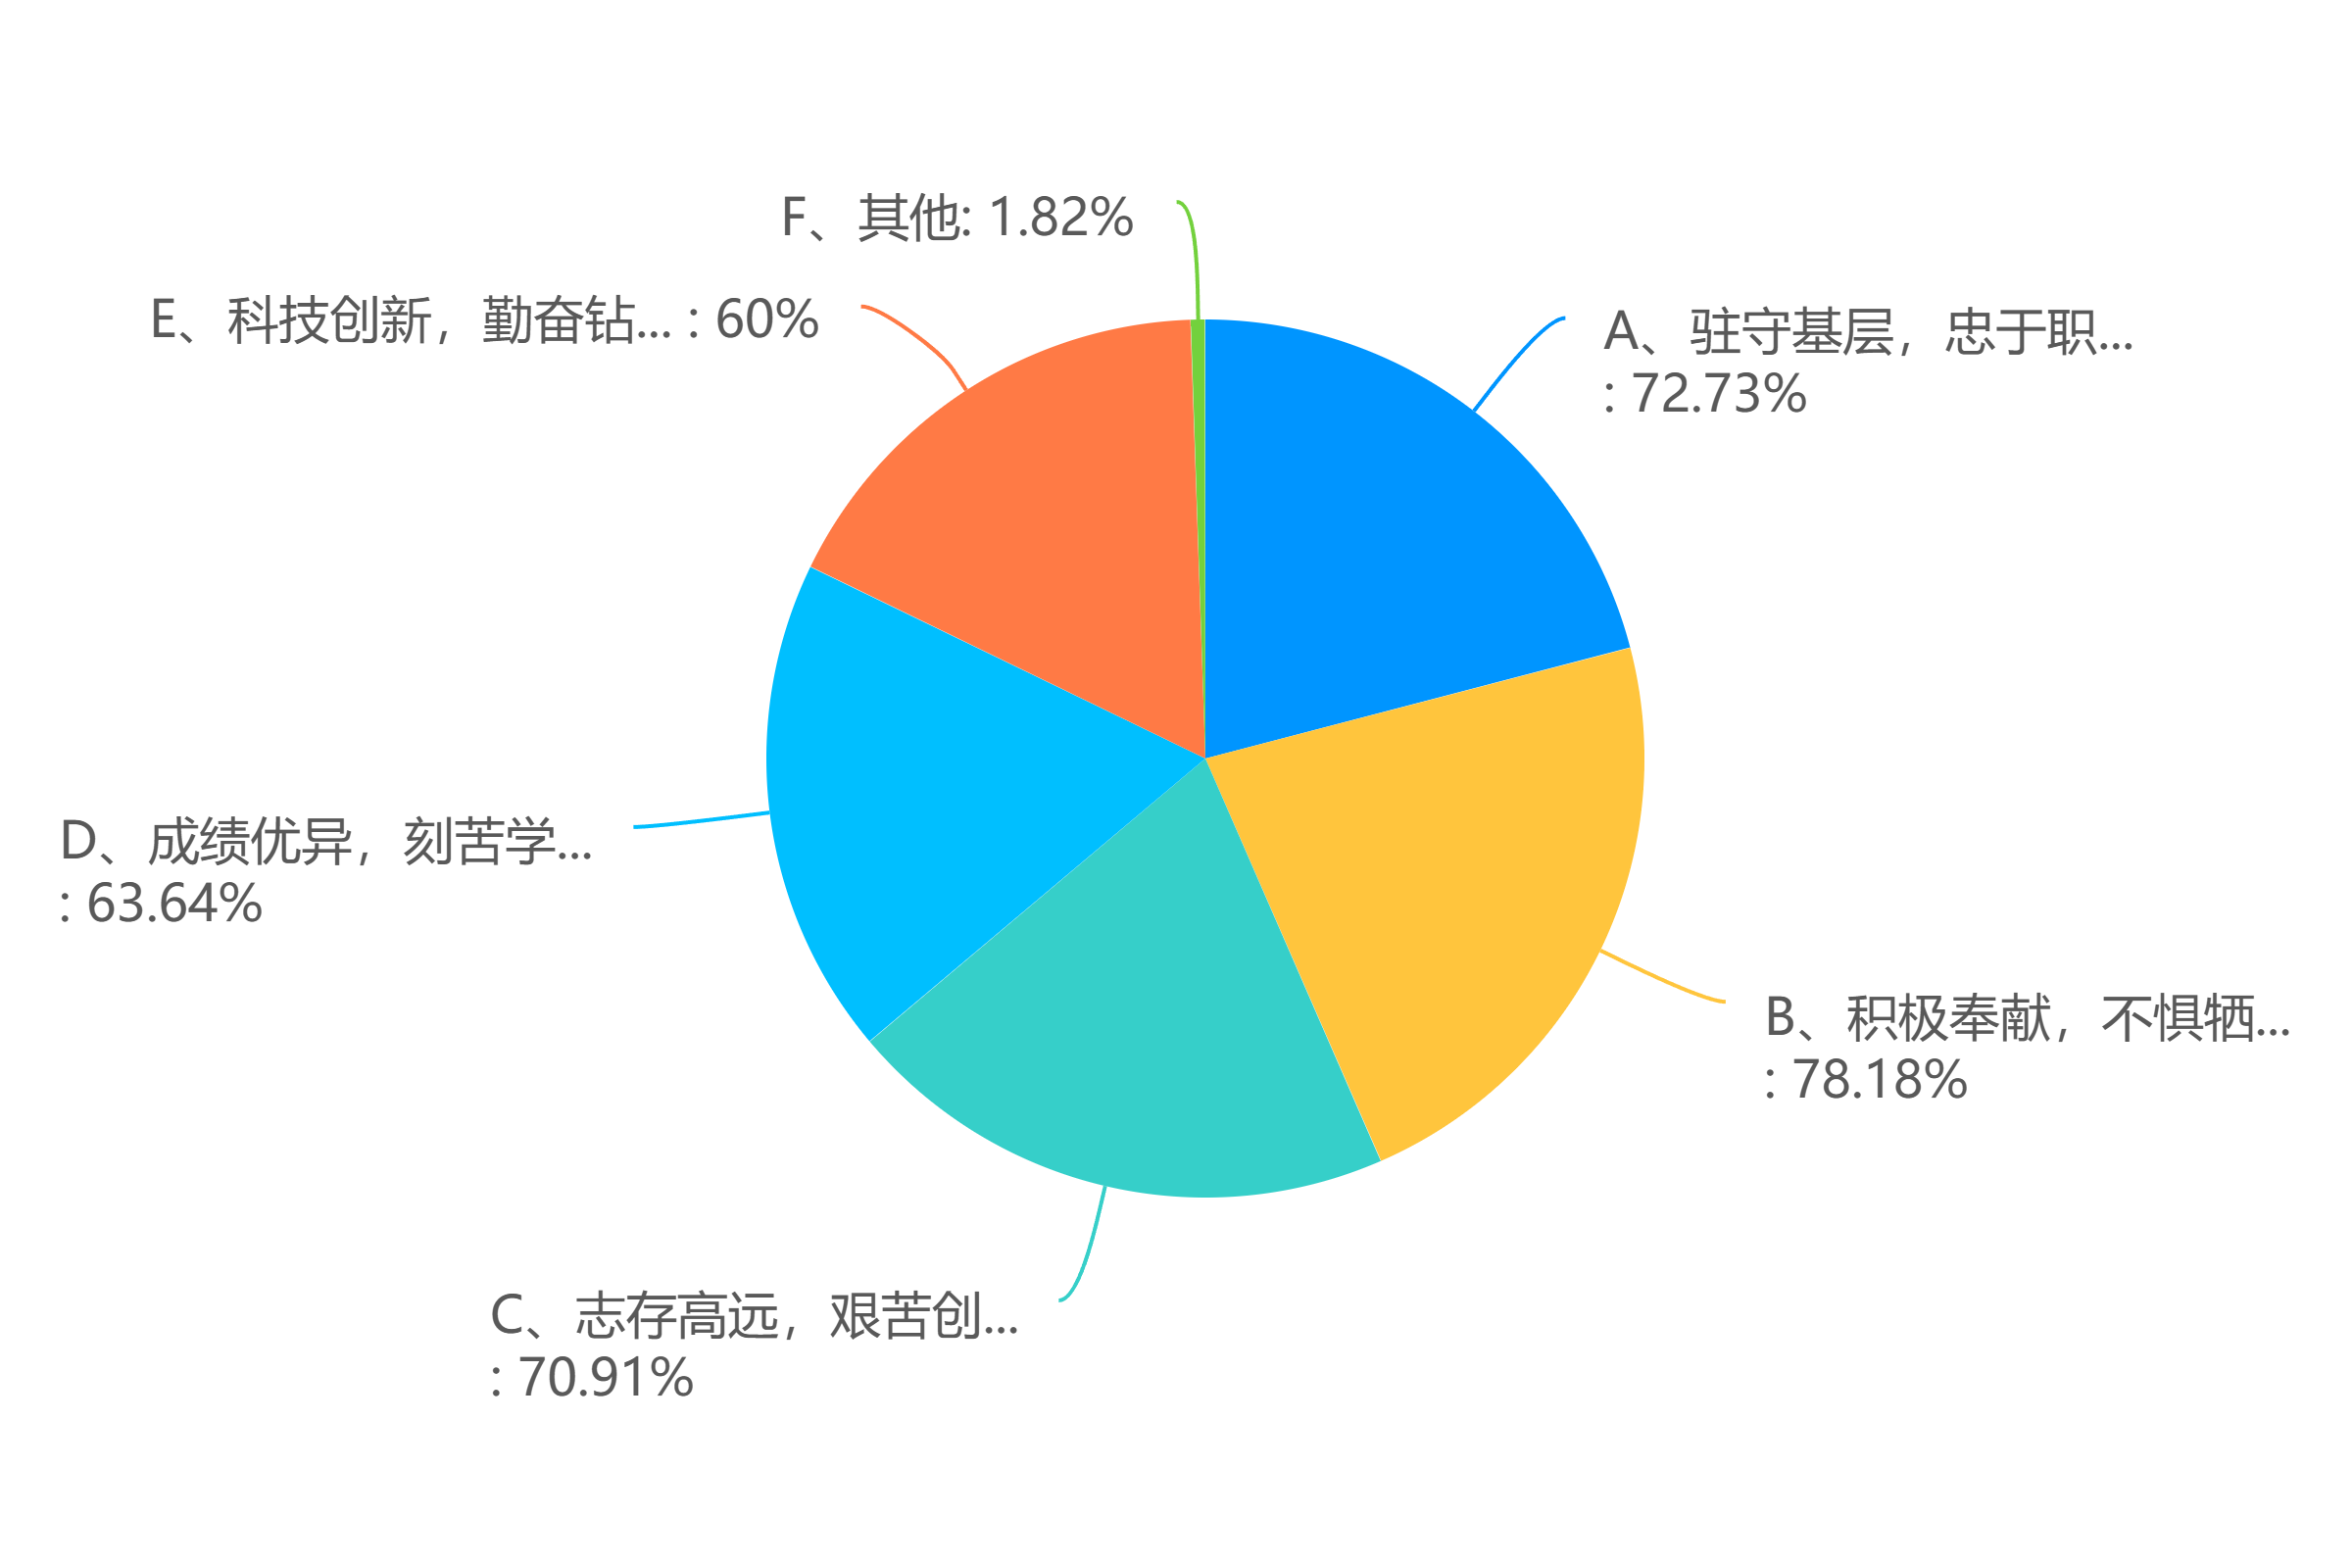 F、其他: 1.82%
E、科技创新，勤奋钻... : 60%
A、驻守基层，忠于职...
: 72.73%
D、成绩优异，刻苦学...
: 63.64%
B、积极奉献，不惧牺...
: 78.18%
C、志存高远，艰苦创...
: 70.91%